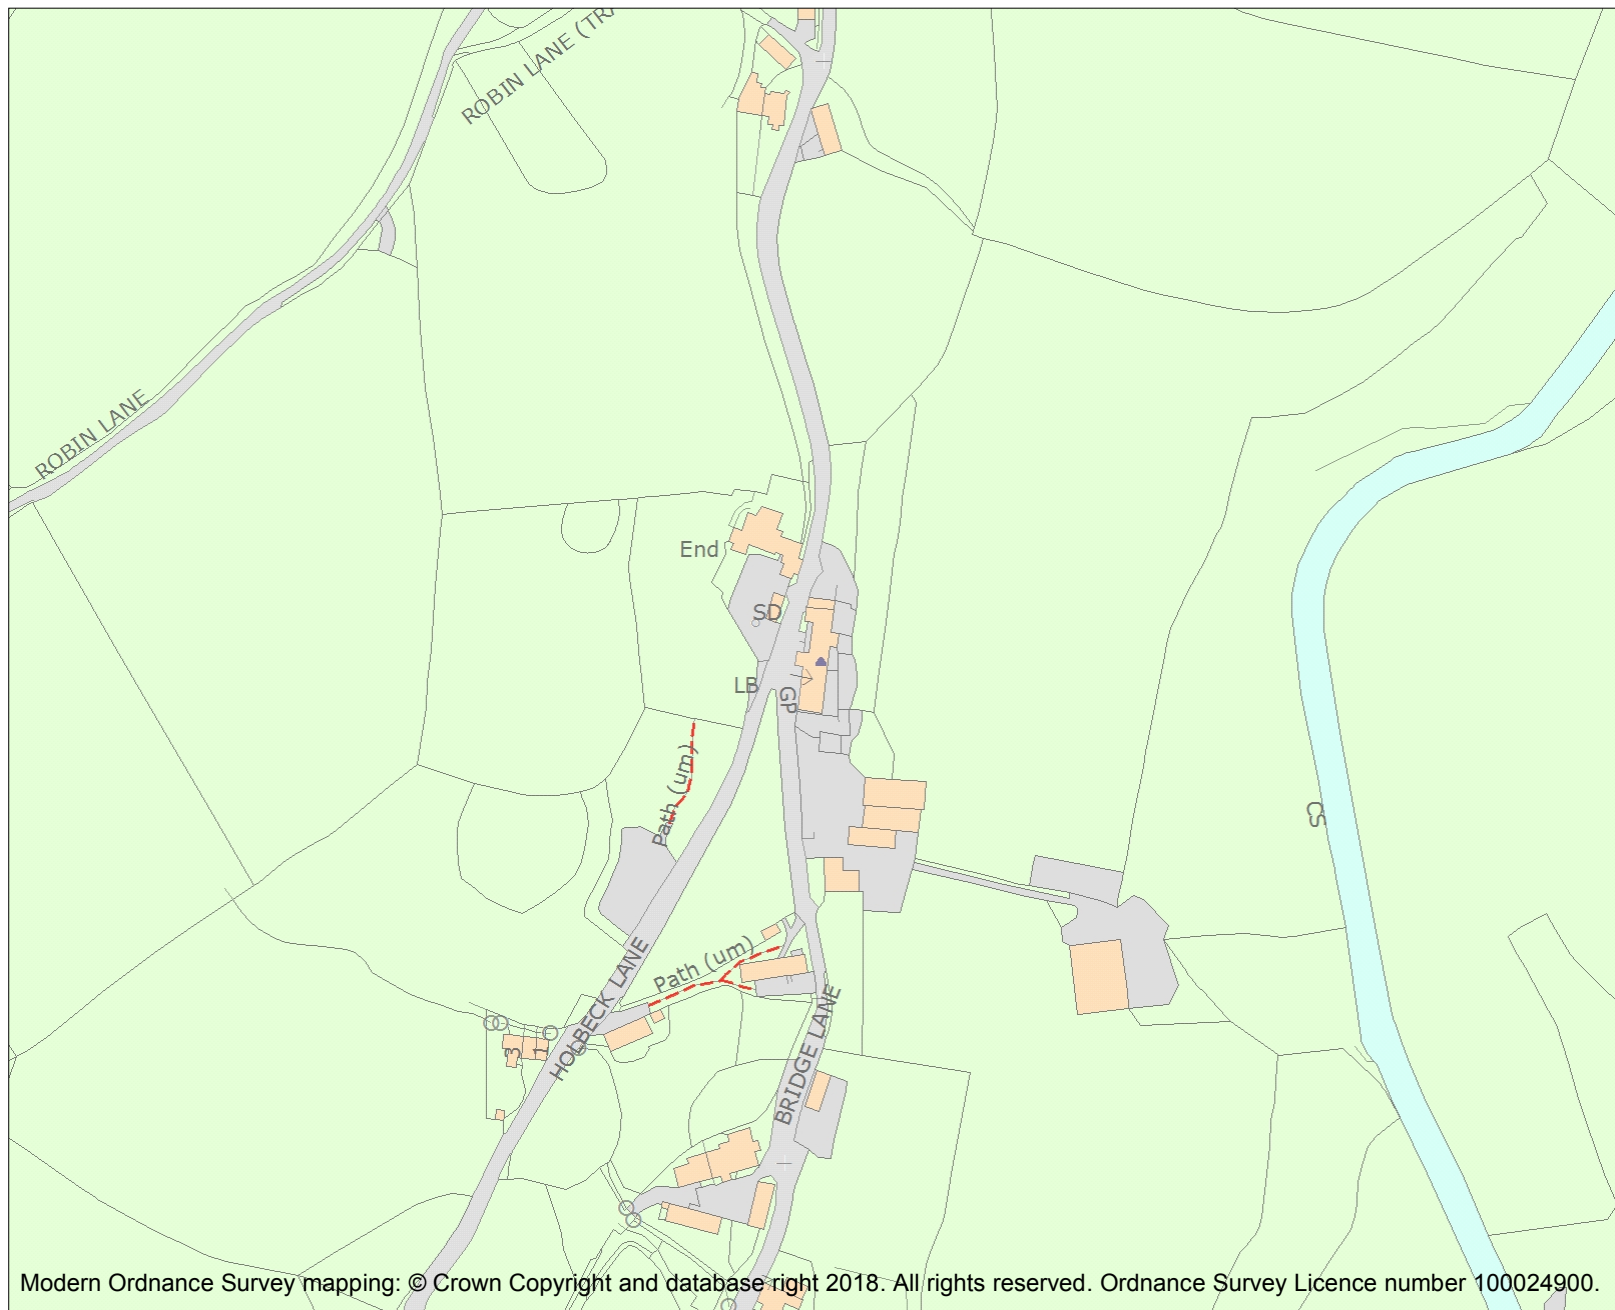 ROBIN LANE (TRA
ROBIN LANE
End
SD
LB
GP
Path (um)
CS
HOLBECK LANE
Path (um)
BRIDGE LANE
3
1
Modern Ordnance Survey mapping: © Crown Copyright and database right 2018. All rights reserved. Ordnance Survey Licence number 100024900.